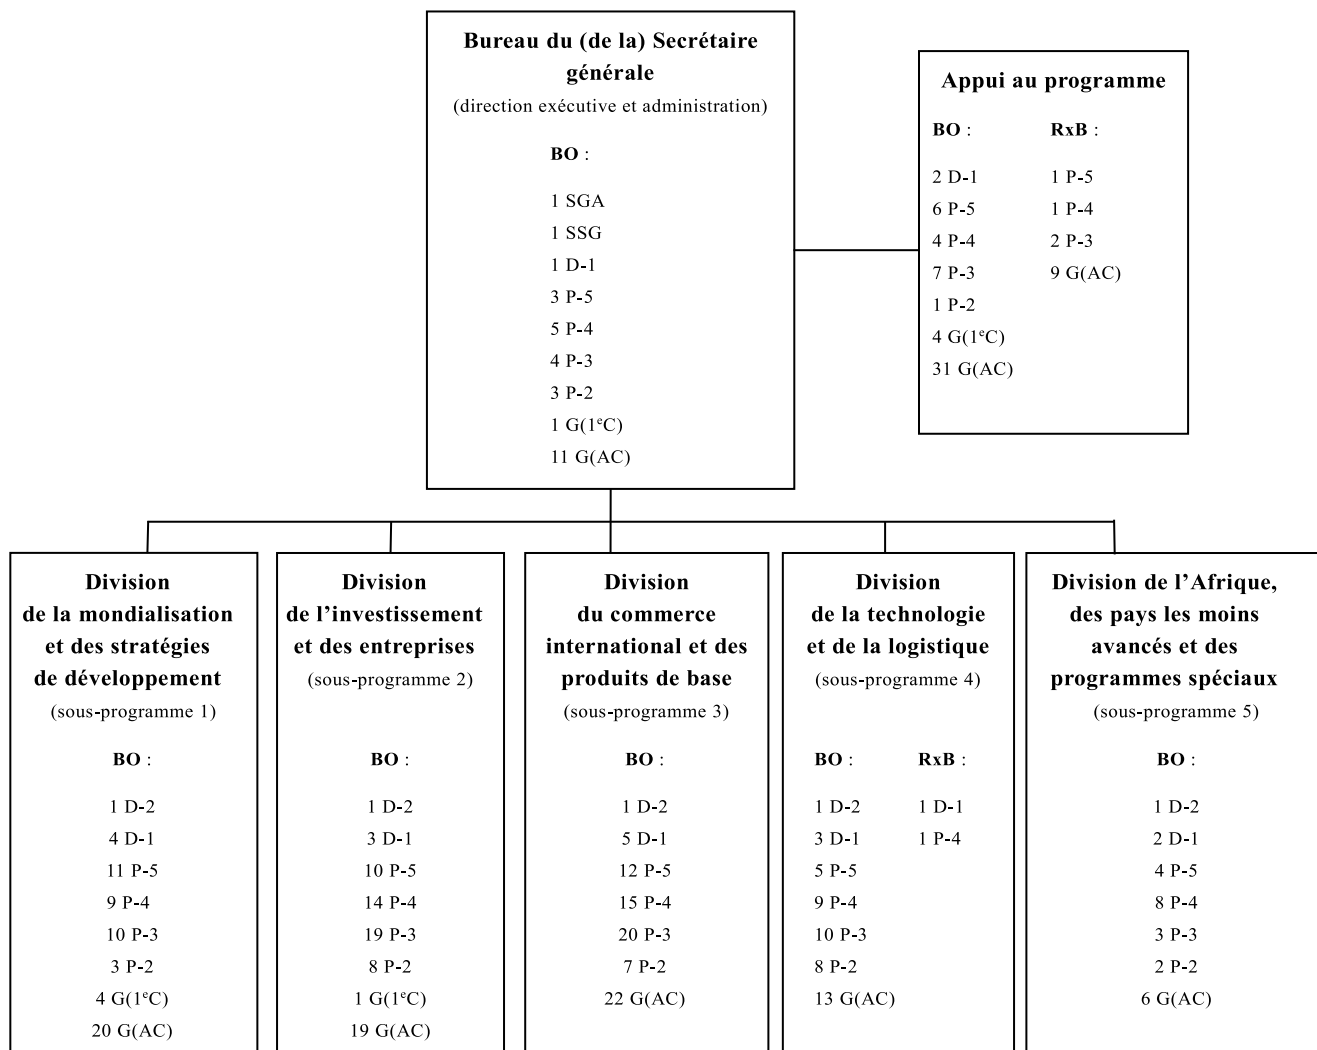 Bureau du (de la) Secrétaire
générale
(direction exécutive et administration)
BO :
1 SGA
1 SSG
1 D-1
3 P-5
5 P-4
4 P-3
3 P-2
1 G(1ᵉC)
11 G(AC)
Appui au programme
BO :
2 D-1
6 P-5
4 P-4
7 P-3
1 P-2
4 G(1ᵉC)
31 G(AC)
RxB :
1 P-5
1 P-4
2 P-3
9 G(AC)
Division
de la mondialisation
et des stratégies
de développement
(sous-programme 1)
BO :
1 D-2
4 D-1
11 P-5
9 P-4
10 P-3
3 P-2
4 G(1ᵉC)
20 G(AC)
Division
de l’investissement
et des entreprises
(sous-programme 2)
BO :
1 D-2
3 D-1
10 P-5
14 P-4
19 P-3
8 P-2
1 G(1ᵉC)
19 G(AC)
Division
du commerce
international et des
produits de base
(sous-programme 3)
BO :
1 D-2
5 D-1
12 P-5
15 P-4
20 P-3
7 P-2
22 G(AC)
Division
de la technologie
et de la logistique
(sous-programme 4)
BO :
1 D-2
3 D-1
5 P-5
9 P-4
10 P-3
8 P-2
13 G(AC)
RxB :
1 D-1
1 P-4
Division de l’Afrique,
des pays les moins
avancés et des
programmes spéciaux
(sous-programme 5)
BO :
1 D-2
2 D-1
4 P-5
8 P-4
3 P-3
2 P-2
6 G(AC)